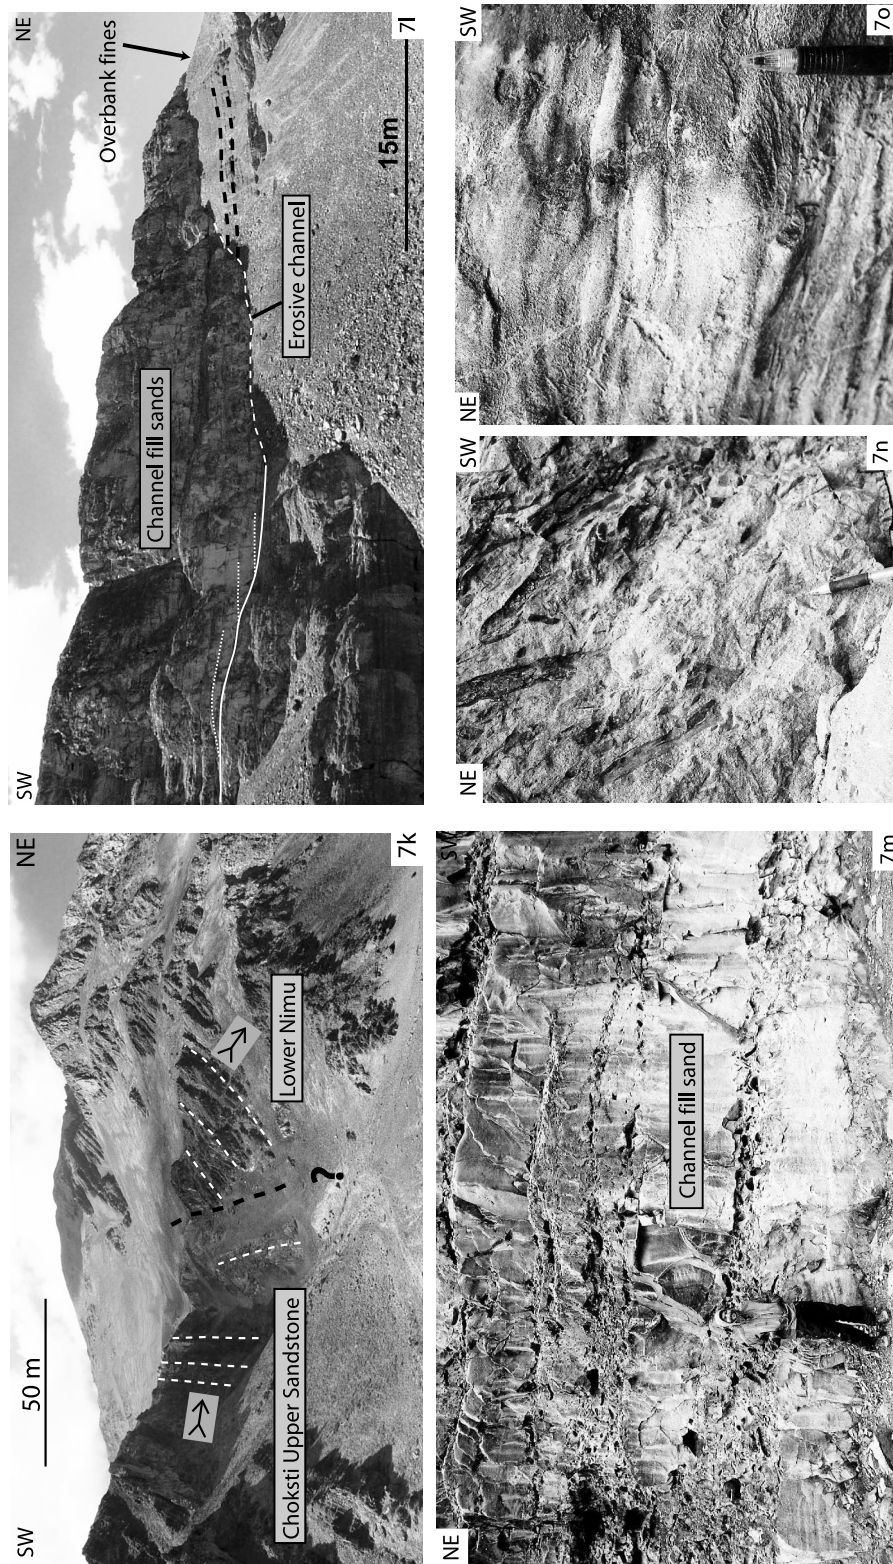 SW
50 m
NE
Choksti Upper Sandstone
?
Lower Nimu
7k
SW
NE
Channel fill sands
Overbank fines
Erosive channel
15m
7l
NE
SW
Channel fill sand
7m
NE
SW
7n
NE
SW
7o